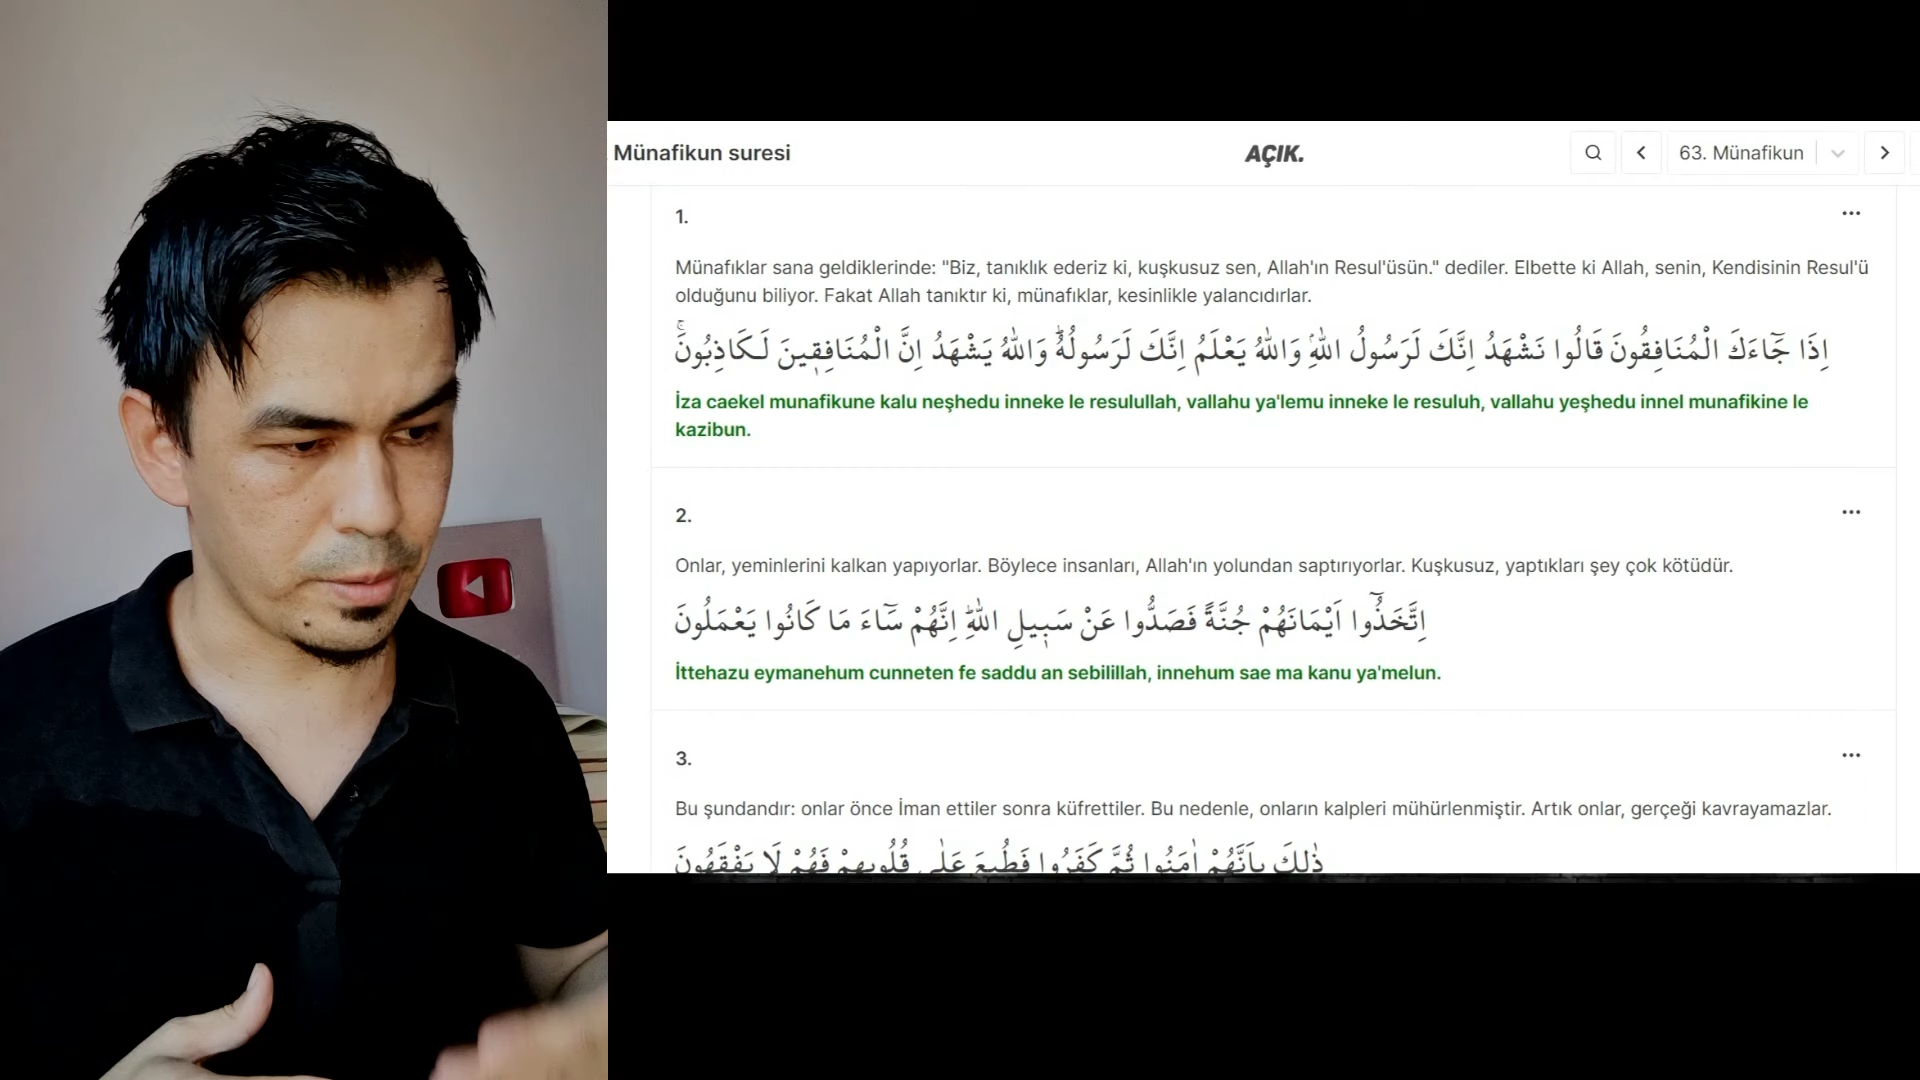 Münafikun suresi
AÇIK.
63. Münafikun
1.
Münafıklar sana geldiklerinde: "Biz, tanıklık ederiz ki, kuşkusuz sen, Allah'ın Resul'üsün." dediler. Elbette ki Allah, senin, Kendisinin Resul'ü
olduğunu biliyor. Fakat Allah tanıktır ki, münafıklar, kesinlikle yalancıdırlar.
اِذَا جَٓاءَكَ الْمُنَافِقُونَ قَالُوا نَشْهَدُ اِنَّكَ لَرَسُولُ اللّٰهِۢ وَاللّٰهُ يَعْلَمُ اِنَّكَ لَرَسُولُهُۜ وَاللّٰهُ يَشْهَدُ اِنَّ الْمُنَافِق۪ينَ لَكَاذِبُونَۚ
İza caekel munafikune kalu neşhedu inneke le resulullah, vallahu ya'lemu inneke le resuluh, vallahu yeşhedu innel munafikine le
kazibun.
2.
Onlar, yeminlerini kalkan yapıyorlar. Böylece insanları, Allah'ın yolundan saptırıyorlar. Kuşkusuz, yaptıkları şey çok kötüdür.
اِتَّخَذُٓوا اَيْمَانَهُمْ جُنَّةً فَصَدُّوا عَنْ سَب۪يلِ اللّٰهِۜ اِنَّهُمْ سَٓاءَ مَا كَانُوا يَعْمَلُونَ
İttehazu eymanehum cunneten fe saddu an sebilillah, innehum sae ma kanu ya'melun.
3.
Bu şundandır: onlar önce İman ettiler sonra küfrettiler. Bu nedenle, onların kalpleri mühürlenmiştir. Artık onlar, gerçeği kavrayamazlar.
ذٰلِكَ بِاَنَّهُمْ اٰمَنُوا ثُمَّ كَفَرُوا فَطُبِعَ عَلٰى قُلُوبِهِمْ فَهُمْ لَا يَفْقَهُونَ